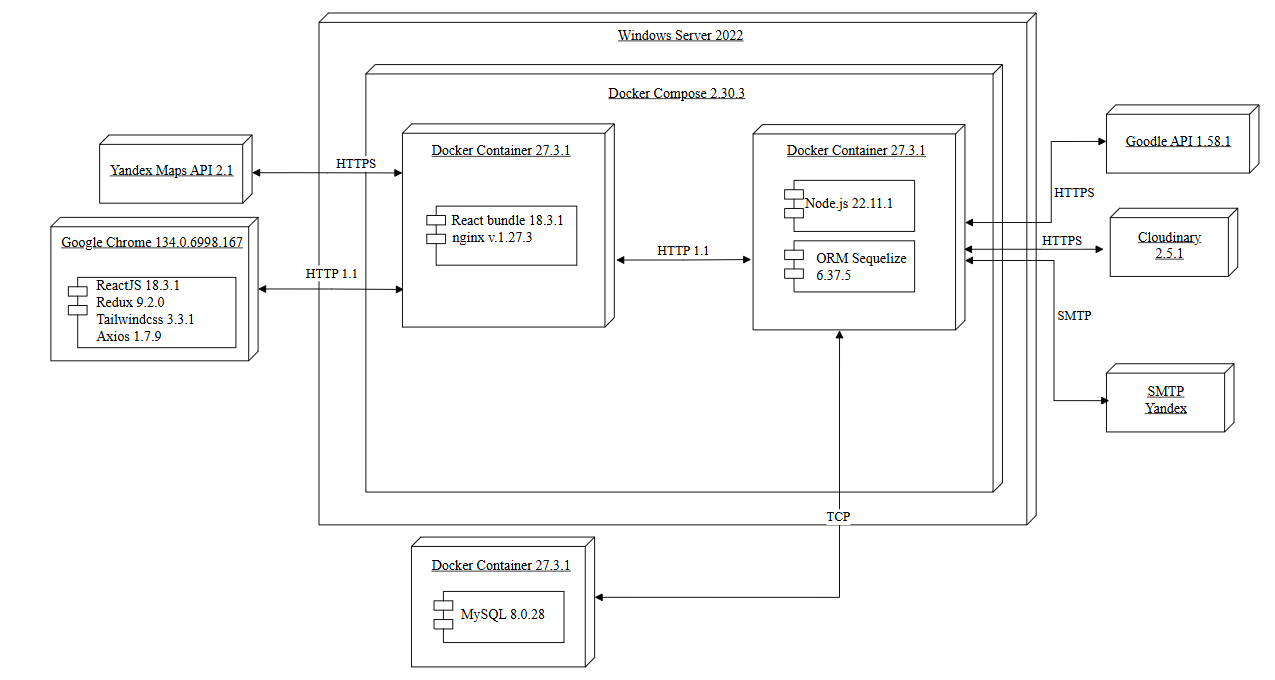 Windows Server 2022
Docker Compose 2.30.3
Yandex Maps API 2.1
HTTPS
Google Chrome 134.0.6998.167
ReactJS 18.3.1
Redux 9.2.0
Tailwindcss 3.3.1
Axios 1.7.9
HTTP 1.1
Docker Container 27.3.1
React bundle 18.3.1
nginx v.1.27.3
HTTP 1.1
Docker Container 27.3.1
Node.js 22.11.1
ORM Sequelize
6.37.5
Goodle API 1.58.1
HTTPS
HTTPS
Cloudinary
2.5.1
SMTP
SMTP
Yandex
TCP
Docker Container 27.3.1
MySQL 8.0.28